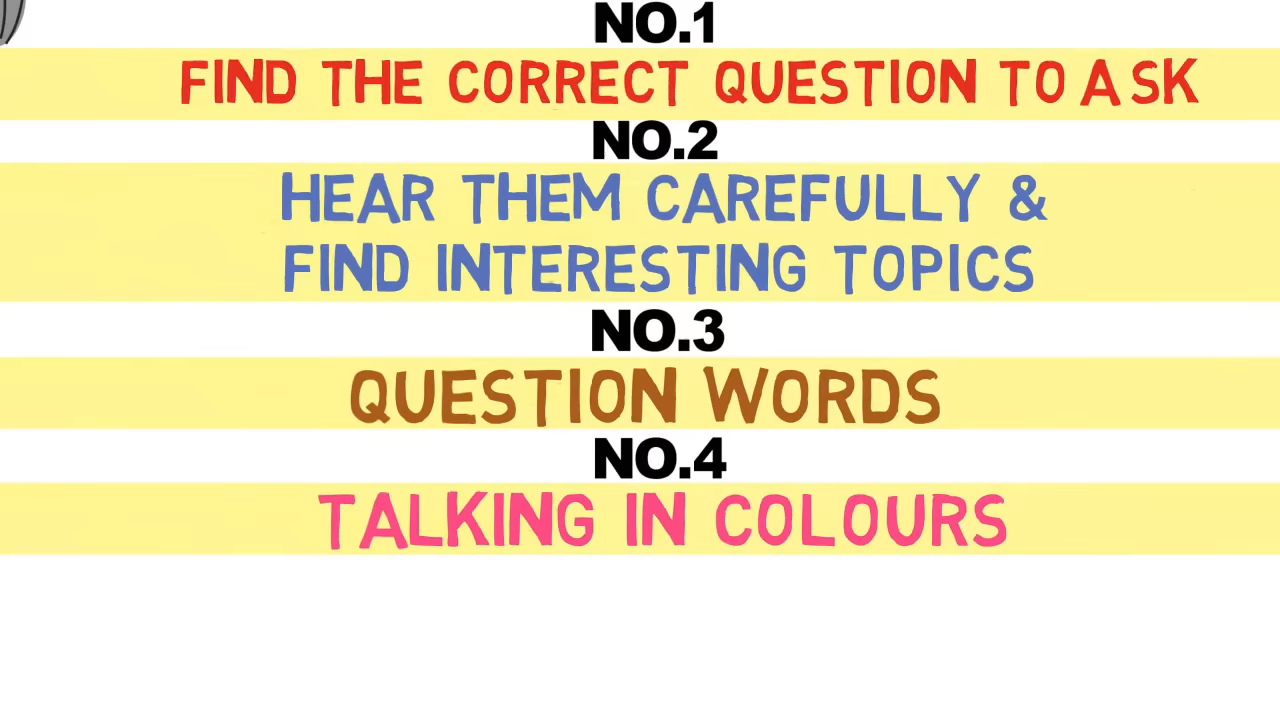 NO.1
FIND THE CORRECT QUESTION TO ASK
NO.2
HEAR THEM CAREFULLY &
FIND INTERESTING TOPICS
NO.3
QUESTION WORDS
NO.4
TALKING IN COLOURS